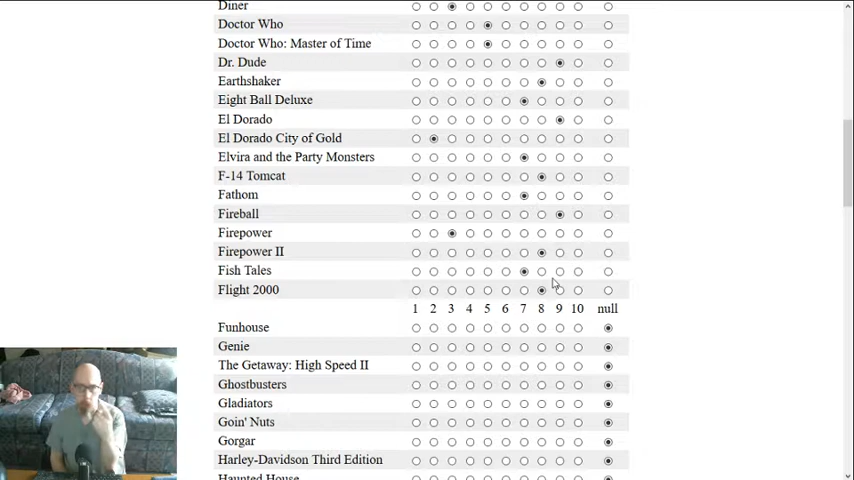 Diner
Doctor Who
Doctor Who: Master of Time
Dr. Dude
Earthshaker
Eight Ball Deluxe
El Dorado
El Dorado City of Gold
Elvira and the Party Monsters
F-14 Tomcat
Fathom
Fireball
Firepower
Firepower II
Fish Tales
Flight 2000
1 2 3 4 5 6 7 8 9 10 null
Funhouse
Genie
The Getaway: High Speed II
Ghostbusters
Gladiators
Goin' Nuts
Gorgar
Harley-Davidson Third Edition
Haunted House